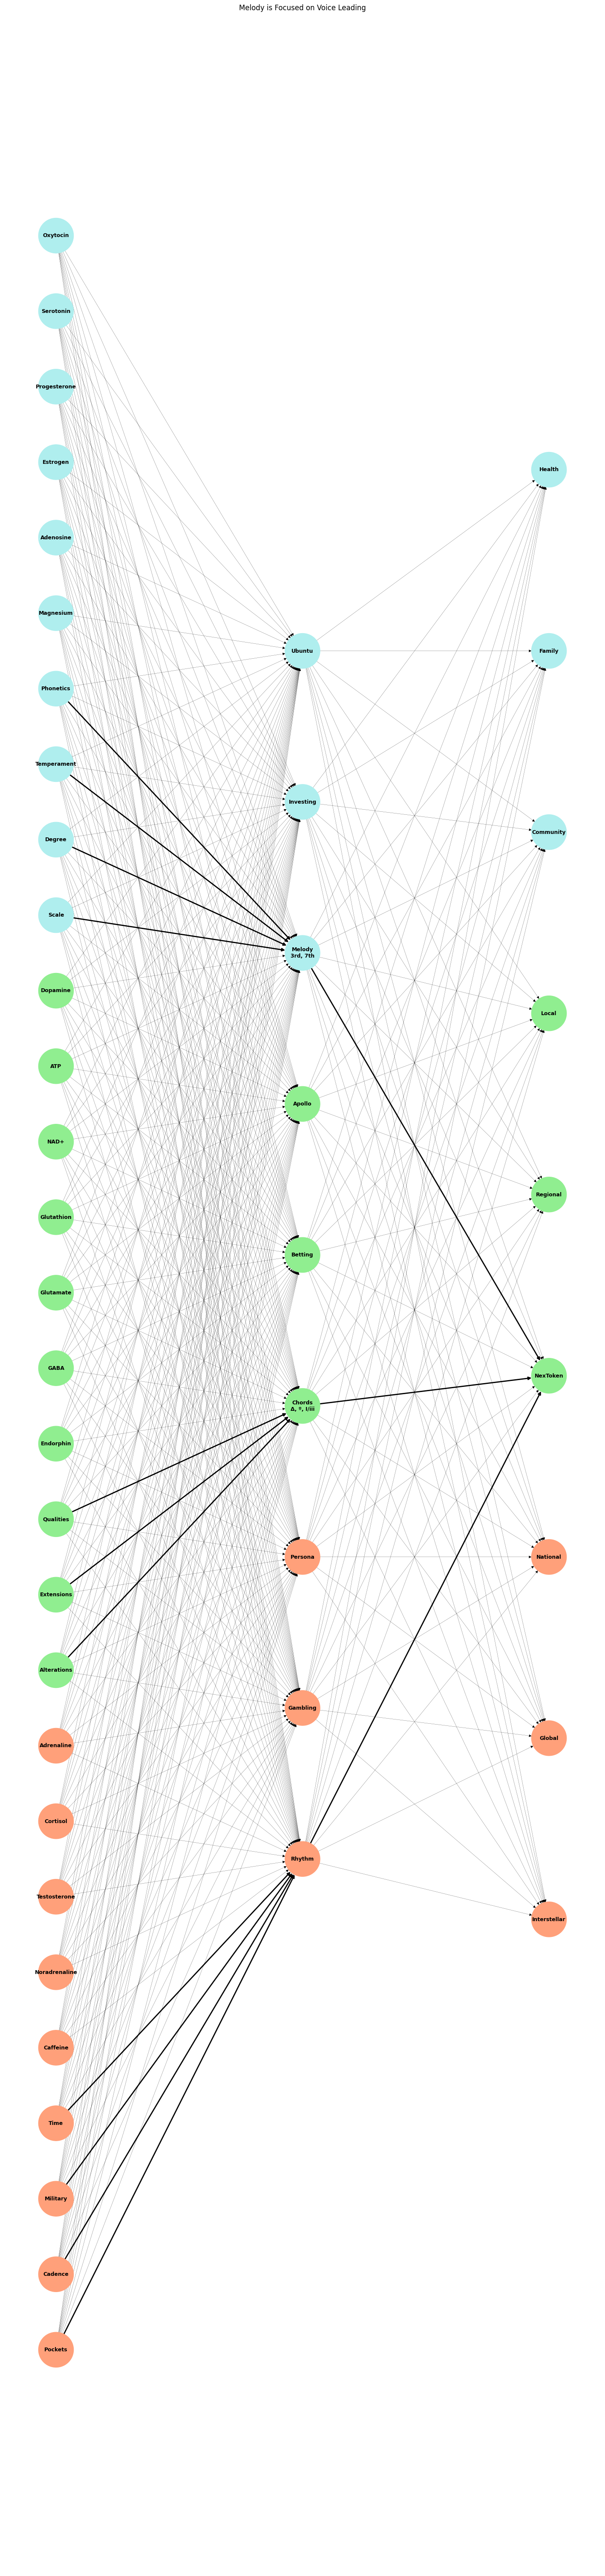 Melody is Focused on Voice Leading
Oxytocin
Serotonin
Progesterone
Estrogen
Adenosine
Magnesium
Phonetics
Temperament
Degree
Scale
Dopamine
ATP
NAD+
Glutathion
Glutamate
GABA
Endorphin
Qualities
Extensions
Alterations
Adrenaline
Cortisol
Testosterone
Noradrenaline
Caffeine
Time
Military
Cadence
Pockets
Ubuntu
Investing
Melody
3rd, 7th
Apollo
Betting
Chords
Δ, º, I/iii
Persona
Gambling
Rhythm
Health
Family
Community
Local
Regional
NexToken
National
Global
Interstellar